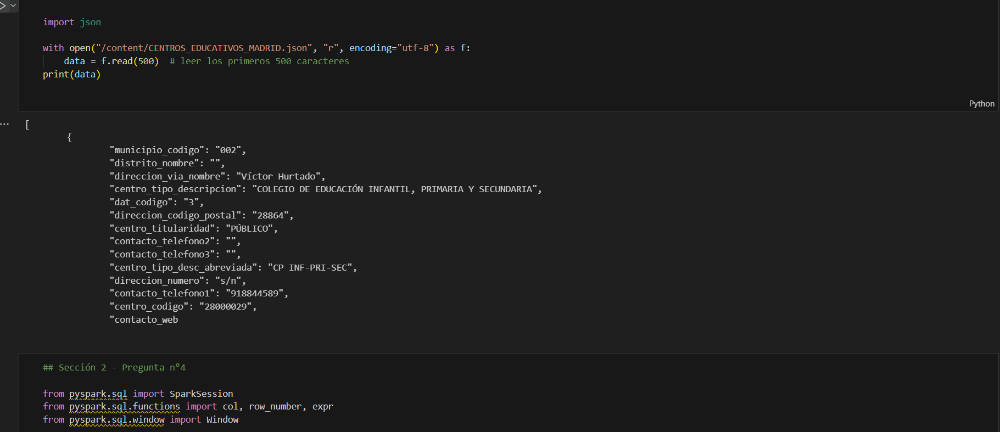 import json
with open("/content/CENTROS_EDUCATIVOS_MADRID.json", "r", encoding="utf-8") as f:
    data = f.read(500)  # leer los primeros 500 caracteres
print(data)
Python
[
{
"municipio_codigo": "002",
"distrito_nombre": "",
"direccion_via_nombre": "Víctor Hurtado",
"centro_tipo_descripcion": "COLEGIO DE EDUCACIÓN INFANTIL, PRIMARIA Y SECUNDARIA",
"dat_codigo": "3",
"direccion_codigo_postal": "28864",
"centro_titularidad": "PÚBLICO",
"contacto_telefono2": "",
"contacto_telefono3": "",
"centro_tipo_desc_abreviada": "CP INF-PRI-SEC",
"direccion_numero": "s/n",
"contacto_telefono1": "918844589",
"centro_codigo": "28000029",
"contacto_web
## Sección 2 - Pregunta nº4
from pyspark.sql import SparkSession
from pyspark.sql.functions import col, row_number, expr
from pyspark.sql.window import Window